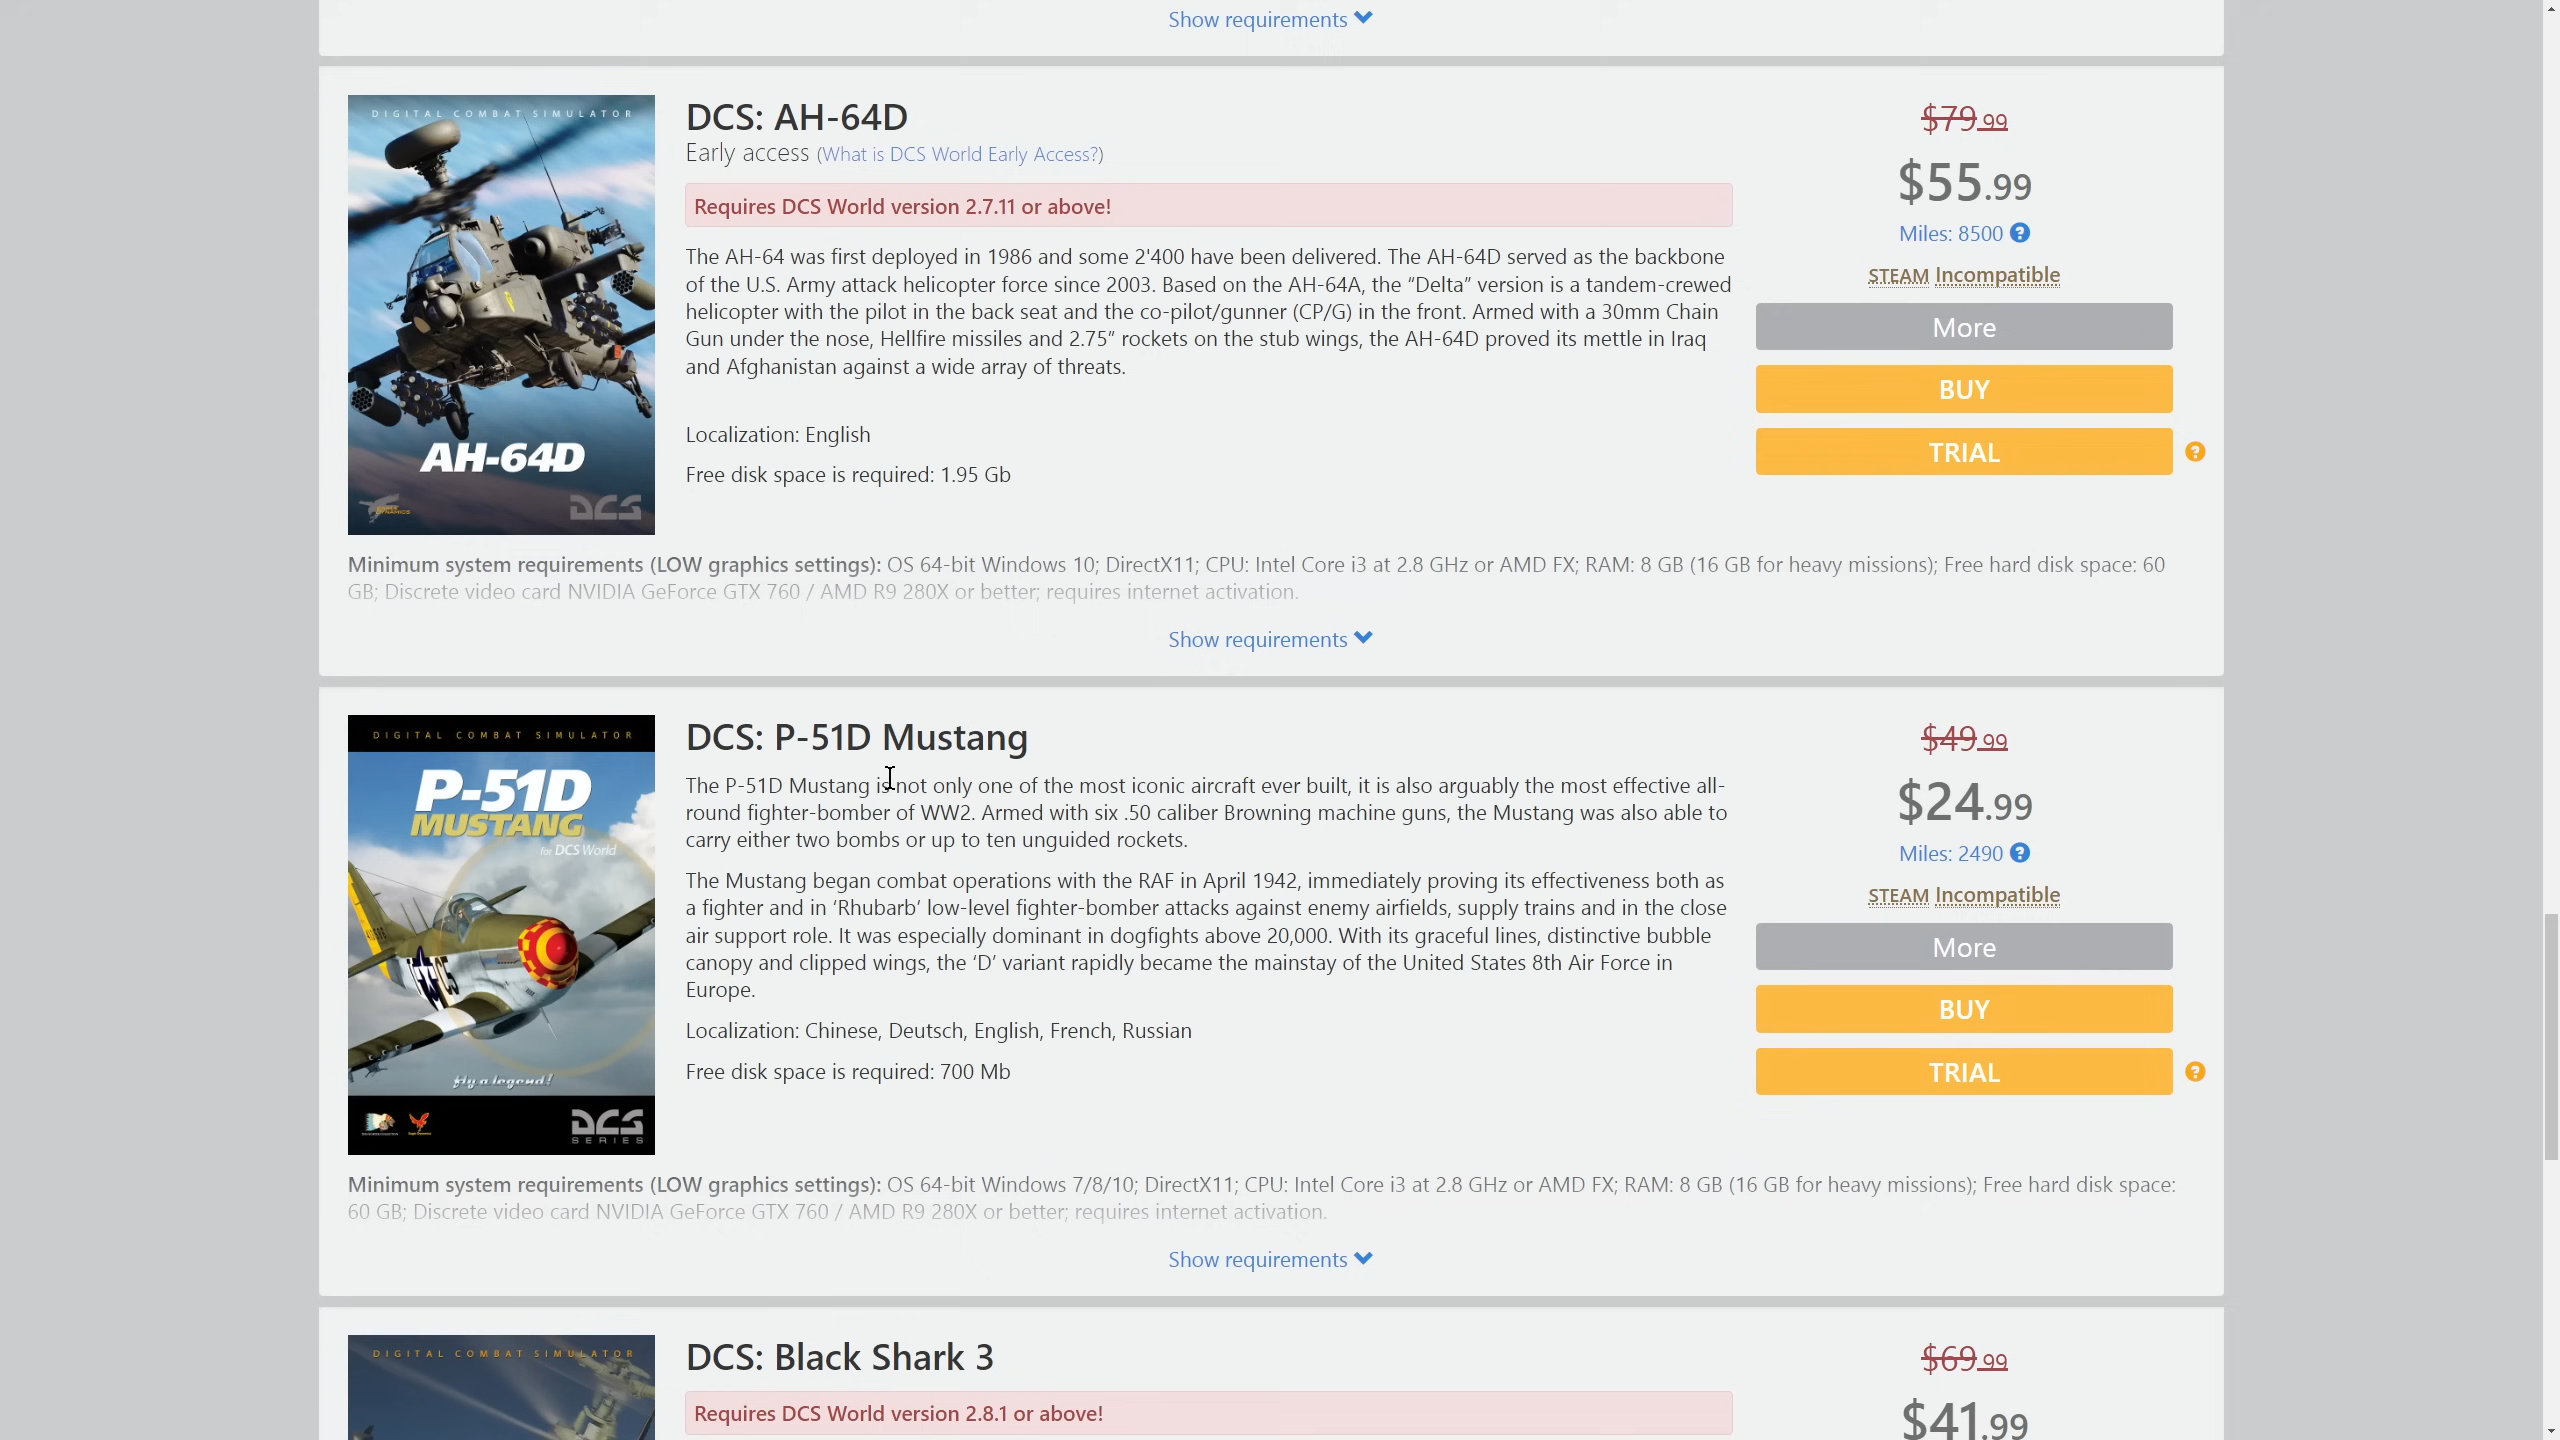 Show requirements
DIGITAL COMBAT SIMULATOR
AH-64D
DCS
DCS: AH-64D
Early access (What is DCS World Early Access?)
Requires DCS World version 2.7.11 or above!
The AH-64 was first deployed in 1986 and some 2'400 have been delivered. The AH-64D served as the backbone
of the U.S. Army attack helicopter force since 2003. Based on the AH-64A, the “Delta” version is a tandem-crewed
helicopter with the pilot in the back seat and the co-pilot/gunner (CP/G) in the front. Armed with a 30mm Chain
Gun under the nose, Hellfire missiles and 2.75” rockets on the stub wings, the AH-64D proved its mettle in Iraq
and Afghanistan against a wide array of threats.
Localization: English
Free disk space is required: 1.95 Gb
$79.99
$55.99
Miles: 8500 ?
STEAM Incompatible
More
BUY
TRIAL ?
Minimum system requirements (LOW graphics settings): OS 64-bit Windows 10; DirectX11; CPU: Intel Core i3 at 2.8 GHz or AMD FX; RAM: 8 GB (16 GB for heavy missions); Free hard disk space: 60
GB; Discrete video card NVIDIA GeForce GTX 760 / AMD R9 280X or better; requires internet activation.
Show requirements
DIGITAL COMBAT SIMULATOR
P-51D
MUSTANG
for DCS World
fly a legend!
DCS
SERIES
DCS: P-51D Mustang
The P-51D Mustang is not only one of the most iconic aircraft ever built, it is also arguably the most effective all-
round fighter-bomber of WW2. Armed with six .50 caliber Browning machine guns, the Mustang was also able to
carry either two bombs or up to ten unguided rockets.
The Mustang began combat operations with the RAF in April 1942, immediately proving its effectiveness both as
a fighter and in ‘Rhubarb’ low-level fighter-bomber attacks against enemy airfields, supply trains and in the close
air support role. It was especially dominant in dogfights above 20,000. With its graceful lines, distinctive bubble
canopy and clipped wings, the ‘D’ variant rapidly became the mainstay of the United States 8th Air Force in
Europe.
Localization: Chinese, Deutsch, English, French, Russian
Free disk space is required: 700 Mb
$49.99
$24.99
Miles: 2490 ?
STEAM Incompatible
More
BUY
TRIAL ?
Minimum system requirements (LOW graphics settings): OS 64-bit Windows 7/8/10; DirectX11; CPU: Intel Core i3 at 2.8 GHz or AMD FX; RAM: 8 GB (16 GB for heavy missions); Free hard disk space:
60 GB; Discrete video card NVIDIA GeForce GTX 760 / AMD R9 280X or better; requires internet activation.
Show requirements
DIGITAL COMBAT SIMULATOR
DCS: Black Shark 3
Requires DCS World version 2.8.1 or above!
$69.99
$41.99